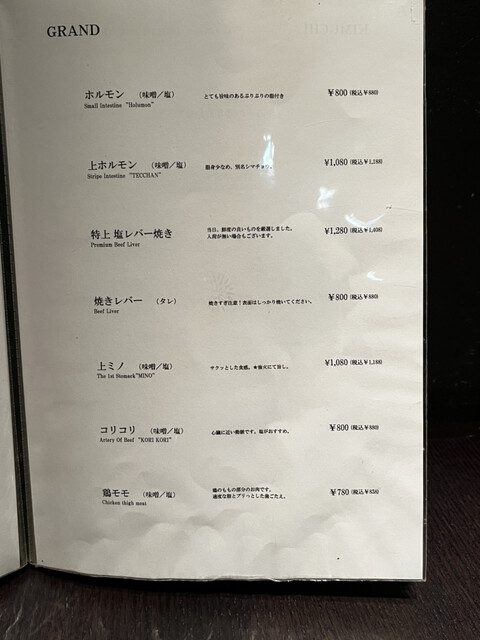 GRAND
ホルモン （味噌／塩） とても旨味のあるぷりぷりの脂付き ￥800 (税込￥880)
Small Intestine "Holumon"
上ホルモン （味噌／塩） 脂身少なめ、別名シマチョウ。 ￥1,080 (税込￥1,188)
Stripe Intestine "TECCHAN"
特上 塩レバー焼き 当日、鮮度の良いものを厳選しました。 ￥1,280 (税込￥1,408)
入荷が無い場合もございます。
Premium Beef Liver
焼きレバー （タレ） 焼きすぎ注意！表面はしっかり焼いてください。 ￥800 (税込￥880)
Beef Liver
上ミノ （味噌／塩） サクッとした食感。★強火にて旨し。 ￥1,080 (税込￥1,188)
The 1st Stomack"MINO"
コリコリ （味噌／塩） 心臓に近い動脈です。塩がおすすめ。 ￥800 (税込￥880)
Artery Of Beef "KORI KORI"
鶏モモ （味噌／塩） 鶏のもも部分のお肉です。 ￥780 (税込￥858)
適度な脂とプリっとした歯ごたえ。
Chicken thigh meat